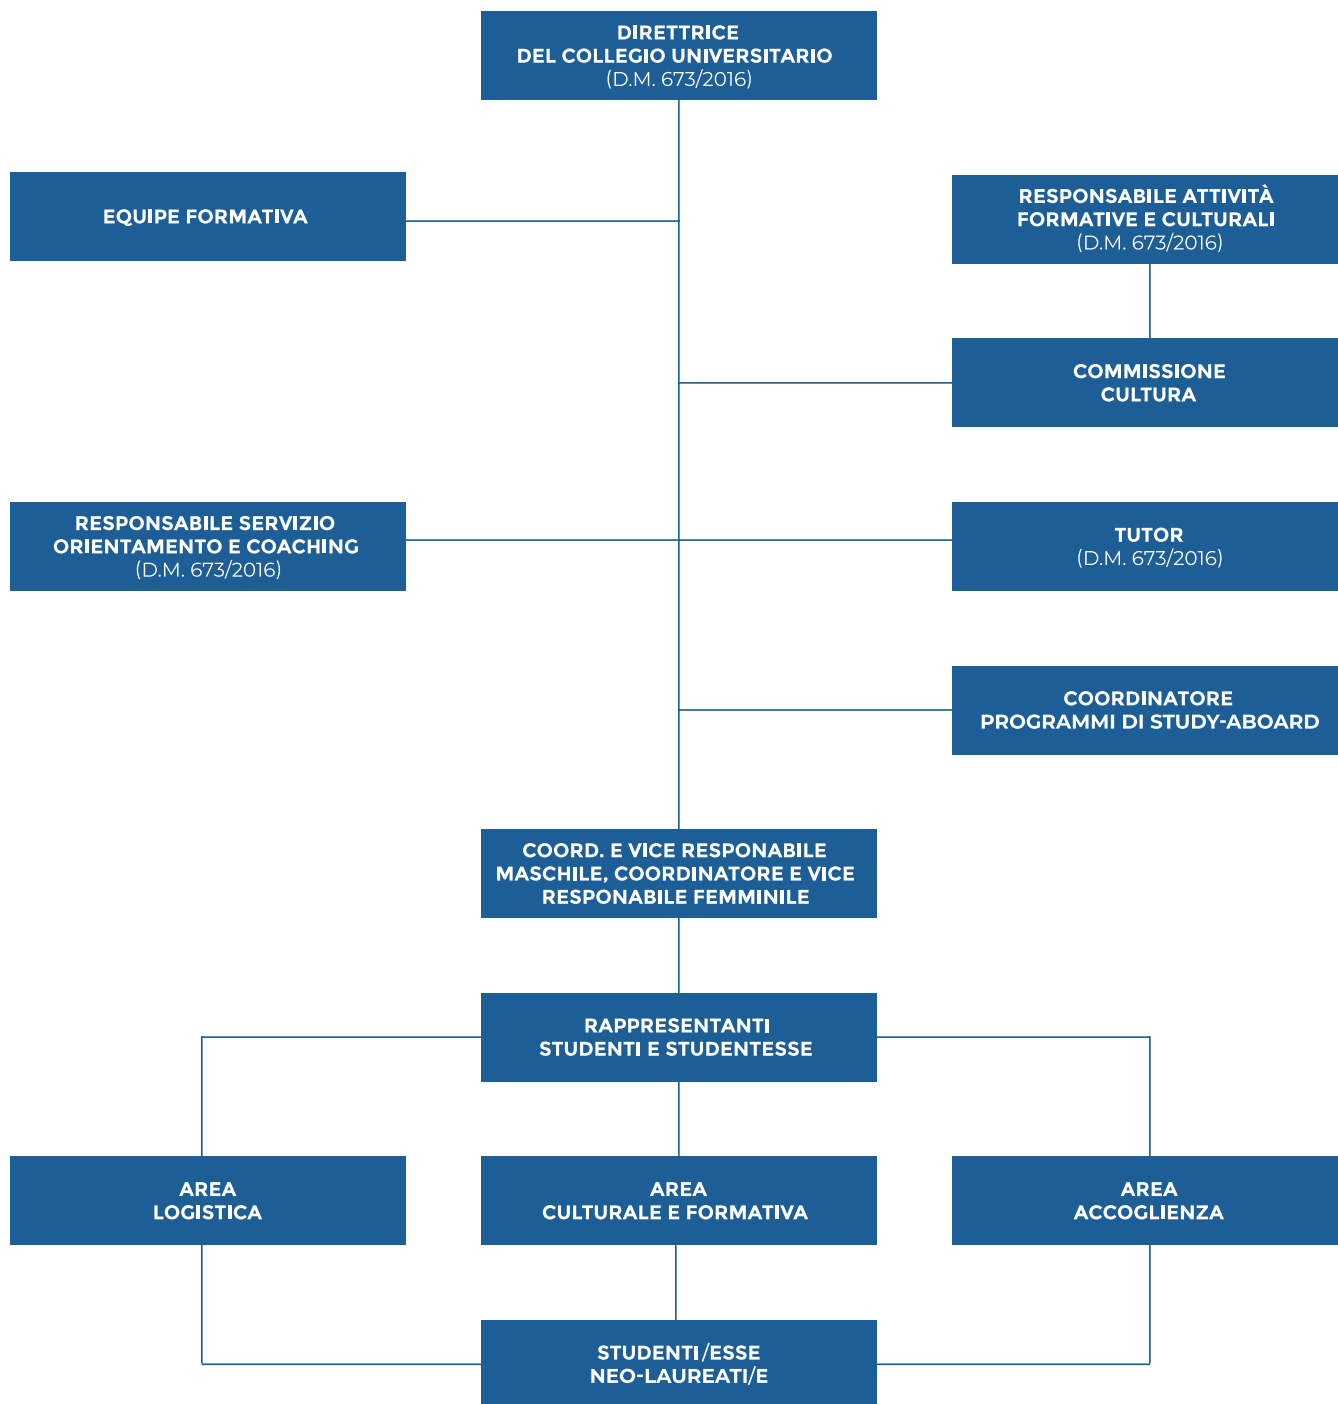 DIRETTRICE
DEL COLLEGIO UNIVERSITARIO
(D.M. 673/2016)
EQUIPE FORMATIVA
RESPONSABILE ATTIVITÀ
FORMATIVE E CULTURALI
(D.M. 673/2016)
COMMISSIONE
CULTURA
RESPONSABILE SERVIZIO
ORIENTAMENTO E COACHING
(D.M. 673/2016)
TUTOR
(D.M. 673/2016)
COORDINATORE
PROGRAMMI DI STUDY-ABOARD
COORD. E VICE RESPONABILE
MASCHILE, COORDINATORE E VICE
RESPONABILE FEMMINILE
RAPPRESENTANTI
STUDENTI E STUDENTESSE
AREA
LOGISTICA
AREA
CULTURALE E FORMATIVA
AREA
ACCOGLIENZA
STUDENTI/ESSE
NEO-LAUREATI/E